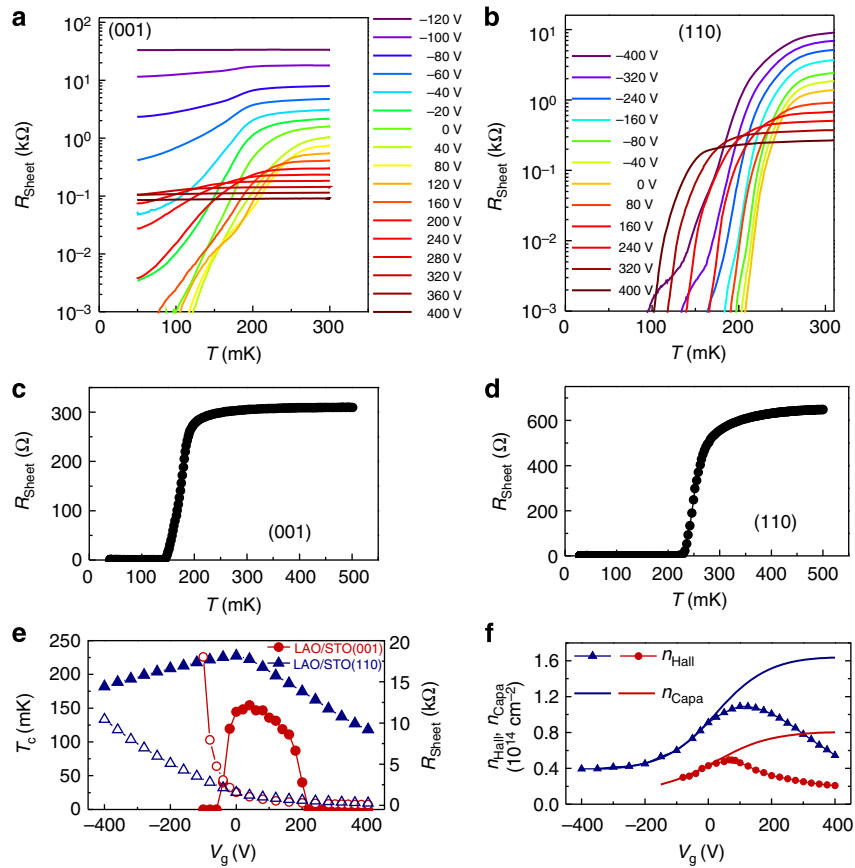 a
(001)
R_Sheet (kΩ)
10²
10¹
10⁰
10⁻¹
10⁻²
10⁻³
0 100 200 300
T (mK)
−120 V
−100 V
−80 V
−60 V
−40 V
−20 V
0 V
40 V
80 V
120 V
160 V
200 V
240 V
280 V
320 V
360 V
400 V
b
(110)
R_Sheet (kΩ)
10¹
10⁰
10⁻¹
10⁻²
10⁻³
0 100 200 300
T (mK)
−400 V
−320 V
−240 V
−160 V
−80 V
−40 V
0 V
80 V
160 V
240 V
320 V
400 V
c
R_Sheet (Ω)
300
200
100
0
0 100 200 300 400 500
T (mK)
(001)
d
R_Sheet (Ω)
600
400
200
0
0 100 200 300 400 500
T (mK)
(110)
e
T_c (mK)
250
225
200
175
150
125
100
75
50
25
0
LAO/STO(001)
LAO/STO(110)
20
15
10
5
0
R_Sheet (kΩ)
−400 −200 0 200 400
V_g (V)
f
n_Hall, n_Capa
(10¹⁴ cm⁻²)
1.6
1.2
0.8
0.4
0.0
n_Hall
n_Capa
−400 −200 0 200 400
V_g (V)